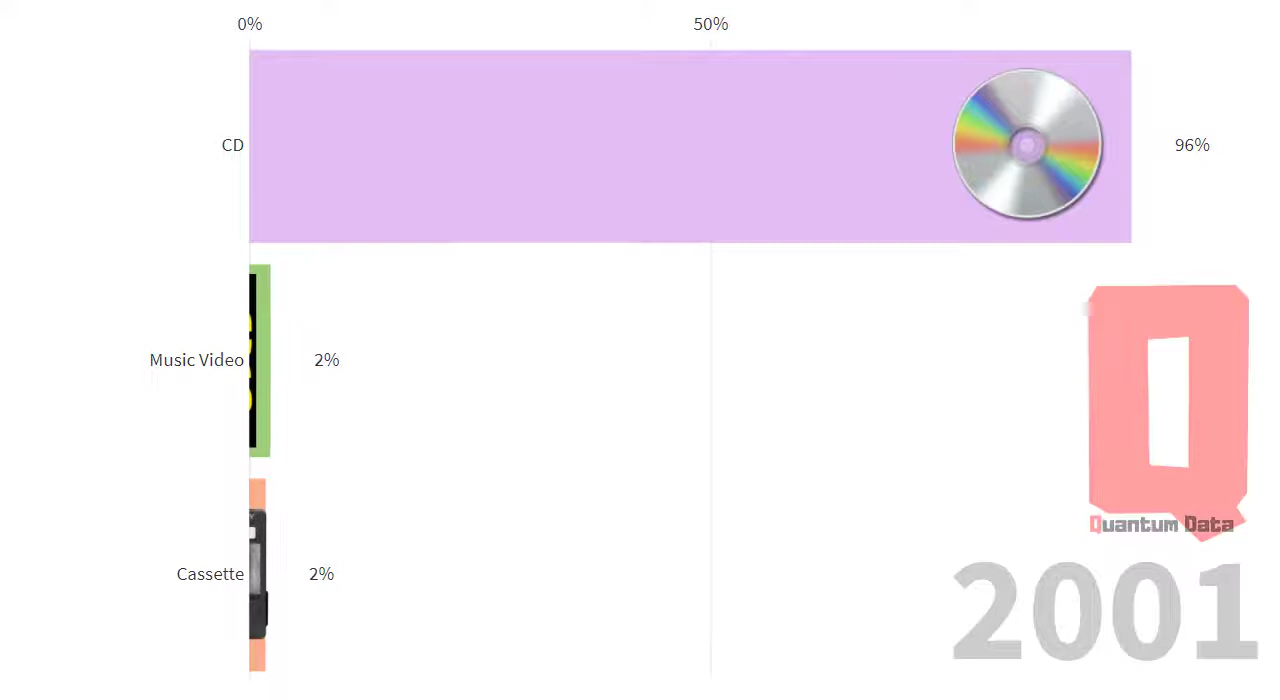 0% 50%
CD 96%
Music Video 2%
Cassette 2%
Quantum Data
2001